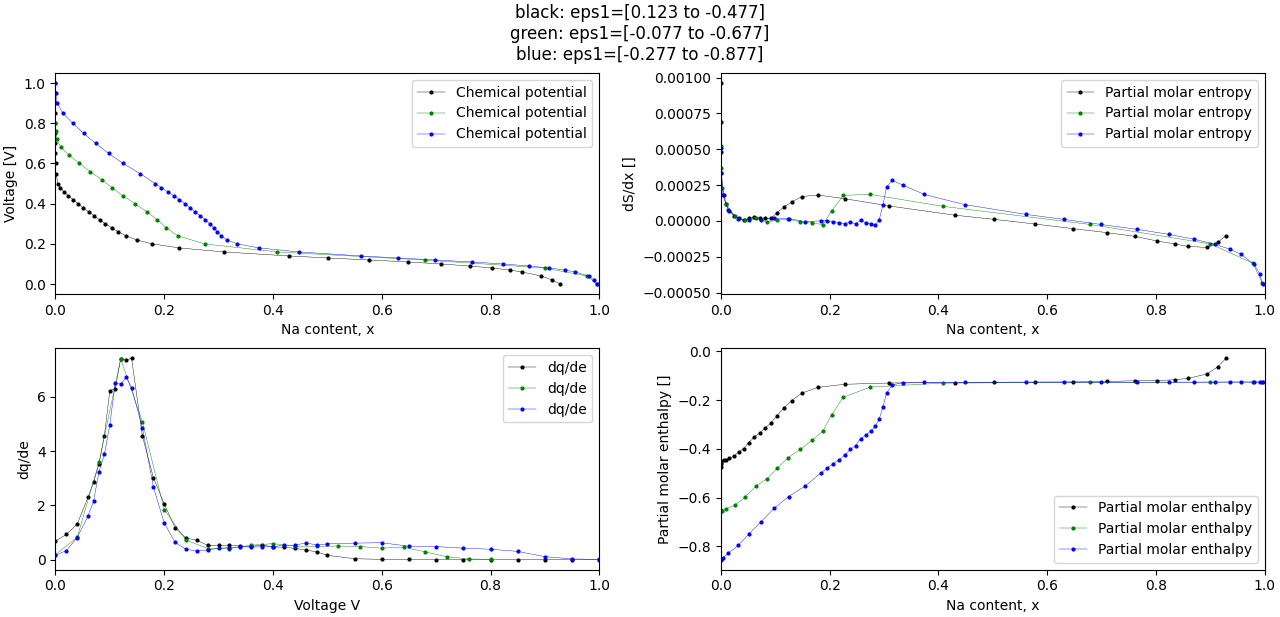 black: eps1=[0.123 to -0.477]
green: eps1=[-0.077 to -0.677]
blue: eps1=[-0.277 to -0.877]
Voltage [V]
1.0
0.8
0.6
0.4
0.2
0.0
Chemical potential
Chemical potential
Chemical potential
0.0 0.2 0.4 0.6 0.8 1.0
Na content, x
dS/dx []
0.00100
0.00075
0.00050
0.00025
0.00000
−0.00025
−0.00050
Partial molar entropy
Partial molar entropy
Partial molar entropy
0.0 0.2 0.4 0.6 0.8 1.0
Na content, x
dq/de
6
4
2
0
dq/de
dq/de
dq/de
0.0 0.2 0.4 0.6 0.8 1.0
Voltage V
Partial molar enthalpy []
0.0
−0.2
−0.4
−0.6
−0.8
Partial molar enthalpy
Partial molar enthalpy
Partial molar enthalpy
0.0 0.2 0.4 0.6 0.8 1.0
Na content, x